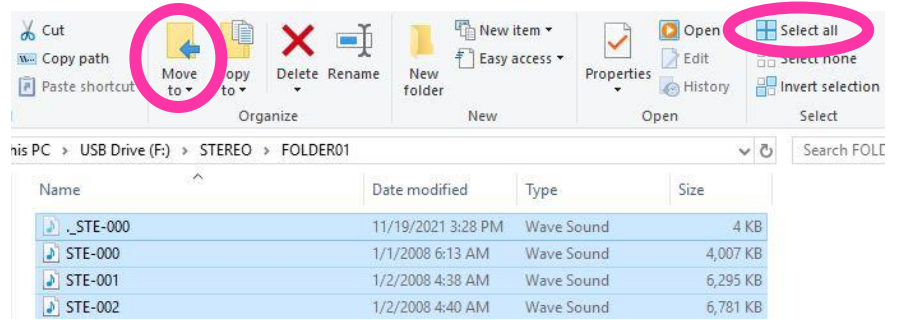 Cut
Copy path
Paste shortcut
Move to
Copy to
Delete
Rename
Organize
New folder
New item
Easy access
New
Properties
Open
Edit
History
Open
Select all
Select none
Invert selection
Select
his PC > USB Drive (F:) > STEREO > FOLDER01
Search FOLD
Name Date modified Type Size
._STE-000 11/19/2021 3:28 PM Wave Sound 4 KB
STE-000 1/1/2008 6:13 AM Wave Sound 4,007 KB
STE-001 1/2/2008 4:38 AM Wave Sound 6,295 KB
STE-002 1/2/2008 4:40 AM Wave Sound 6,781 KB